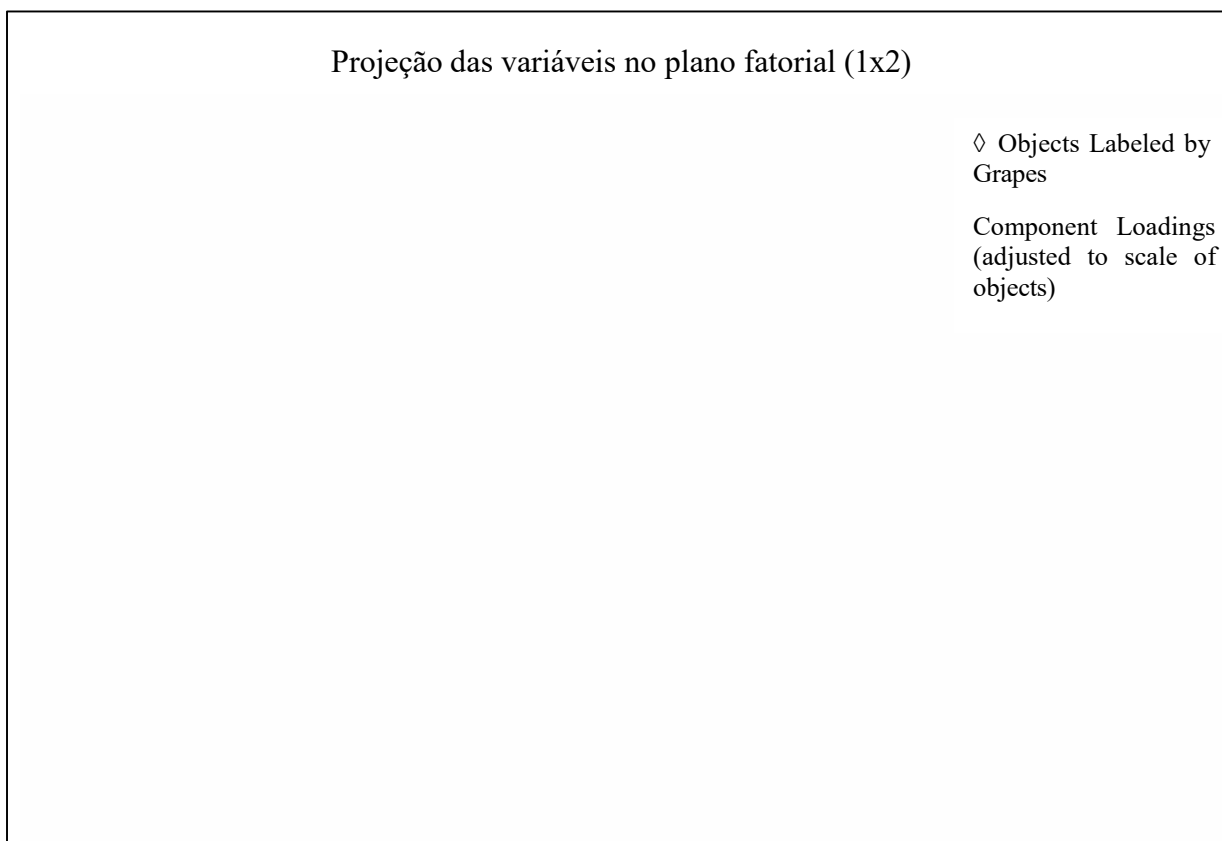 Projeção das variáveis no plano fatorial (1x2)
◊ Objects Labeled by
Grapes
Component Loadings
(adjusted to scale of
objects)